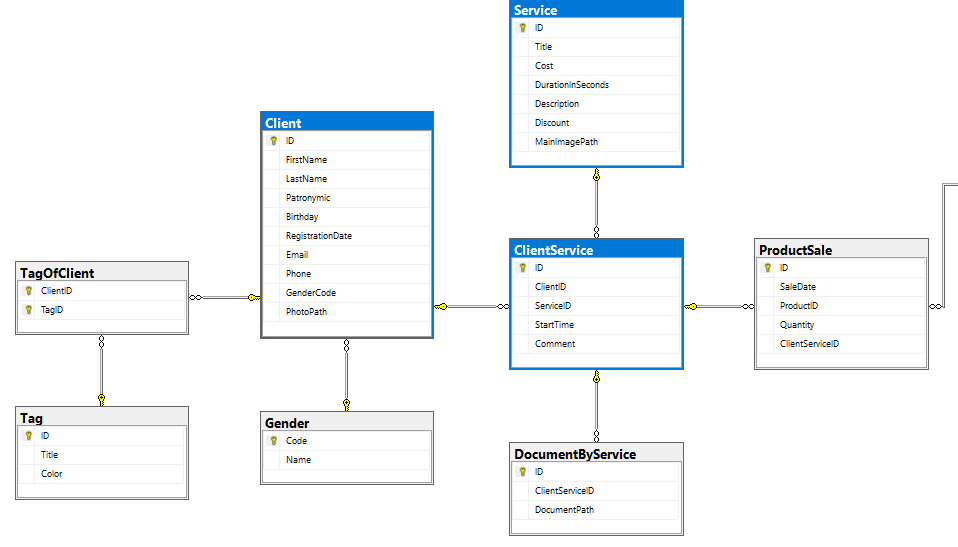 Service
ID
Title
Cost
DurationInSeconds
Description
Discount
MainImagePath
Client
ID
FirstName
LastName
Patronymic
Birthday
RegistrationDate
Email
Phone
GenderCode
PhotoPath
TagOfClient
ClientID
TagID
ClientService
ID
ClientID
ServiceID
StartTime
Comment
ProductSale
ID
SaleDate
ProductID
Quantity
ClientServiceID
Tag
ID
Title
Color
Gender
Code
Name
DocumentByService
ID
ClientServiceID
DocumentPath